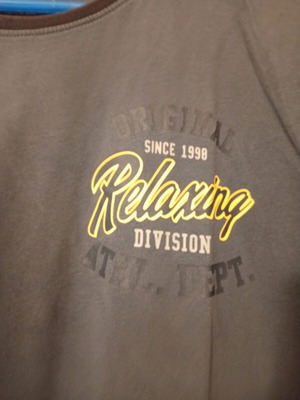 ORIGINAL
SINCE 1998
Relaxing
DIVISION
ATHL. DEPT.